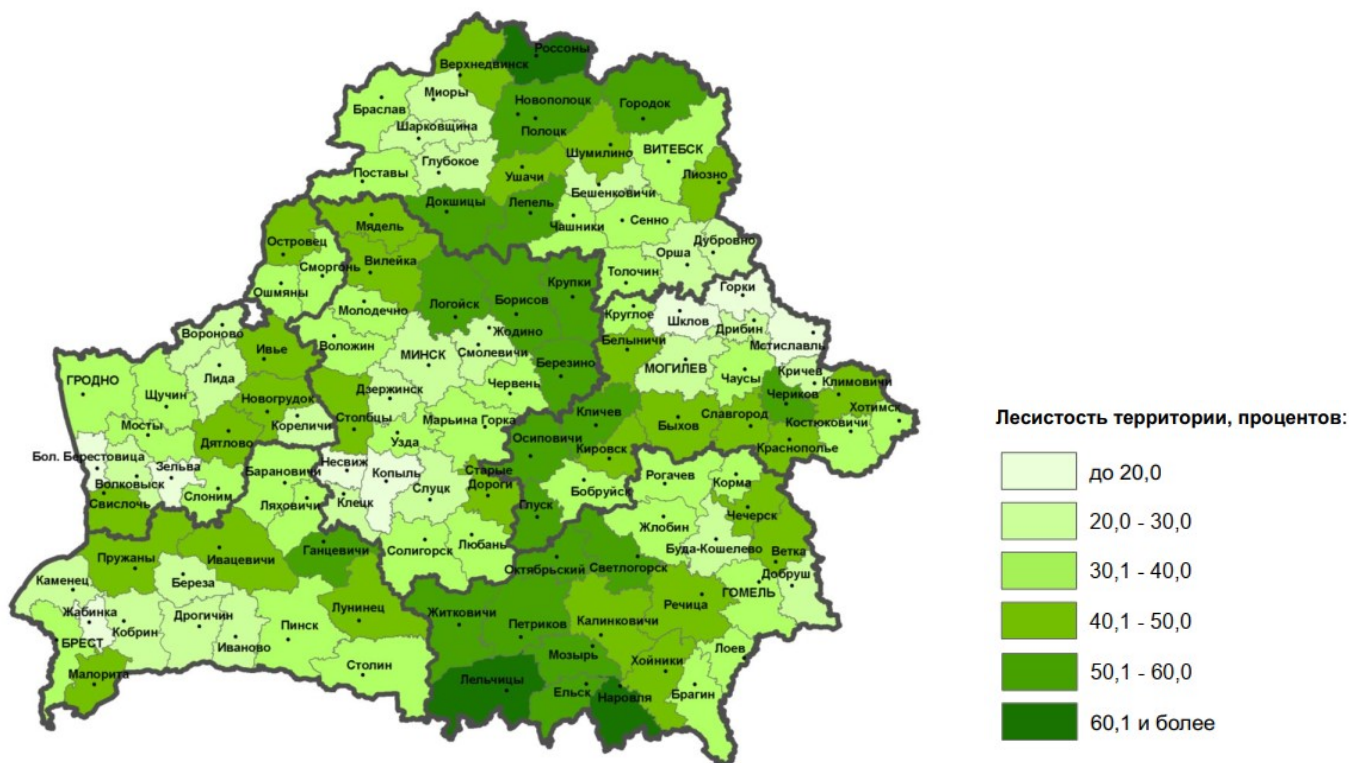 Россоны
Верхнедвинск
Миоры
Браслав
Новополоцк
Городок
Шарковщина
Полоцк
ВИТЕБСК
Шумилино
Глубокое
Ушачи
Поставы
Лиозно
Бешенковичи
Докшицы
Лепель
Чашники
Сенно
Мядель
Дубровно
Островец
Орша
Сморгонь
Вилейка
Толочин
Ошмяны
Крупки
Горки
Логойск
Борисов
Молодечно
Круглое
Шклов
Дрибин
Вороново
Жодино
Мстиславль
Воложин
Белыничи
Ивье
МИНСК
Смолевичи
Березино
Лида
МОГИЛЕВ
Кричев
ГРОДНО
Чаусы
Климовичи
Щучин
Дзержинск
Червень
Чериков
Новогрудок
Хотимск
Столбцы
Кличев
Славгород
Мосты
Кореличи
Марьина Горка
Быхов
Костюковичи
Дятлово
Узда
Осиповичи
Краснополье
Бол. Берестовица
Зельва
Барановичи
Несвиж
Копыль
Старые
Кировск
Волковыск
Дороги
Рогачев
Слоним
Клецк
Слуцк
Бобруйск
Корма
Свислочь
Ляховичи
Глуск
Чечерск
Жлобин
Любань
Солигорск
Буда-Кошелево
Ветка
Пружаны
Ивацевичи
Ганцевичи
Октябрьский
Светлогорск
Добруш
Каменец
Береза
ГОМЕЛЬ
Речица
Жабинка
Лунинец
Житковичи
Дрогичин
Калинковичи
Кобрин
Пинск
Петриков
БРЕСТ
Иваново
Лоев
Мозырь
Столин
Хойники
Малорита
Лельчицы
Ельск
Наровля
Брагин
Лесистость территории, процентов:
до 20,0
20,0 - 30,0
30,1 - 40,0
40,1 - 50,0
50,1 - 60,0
60,1 и более